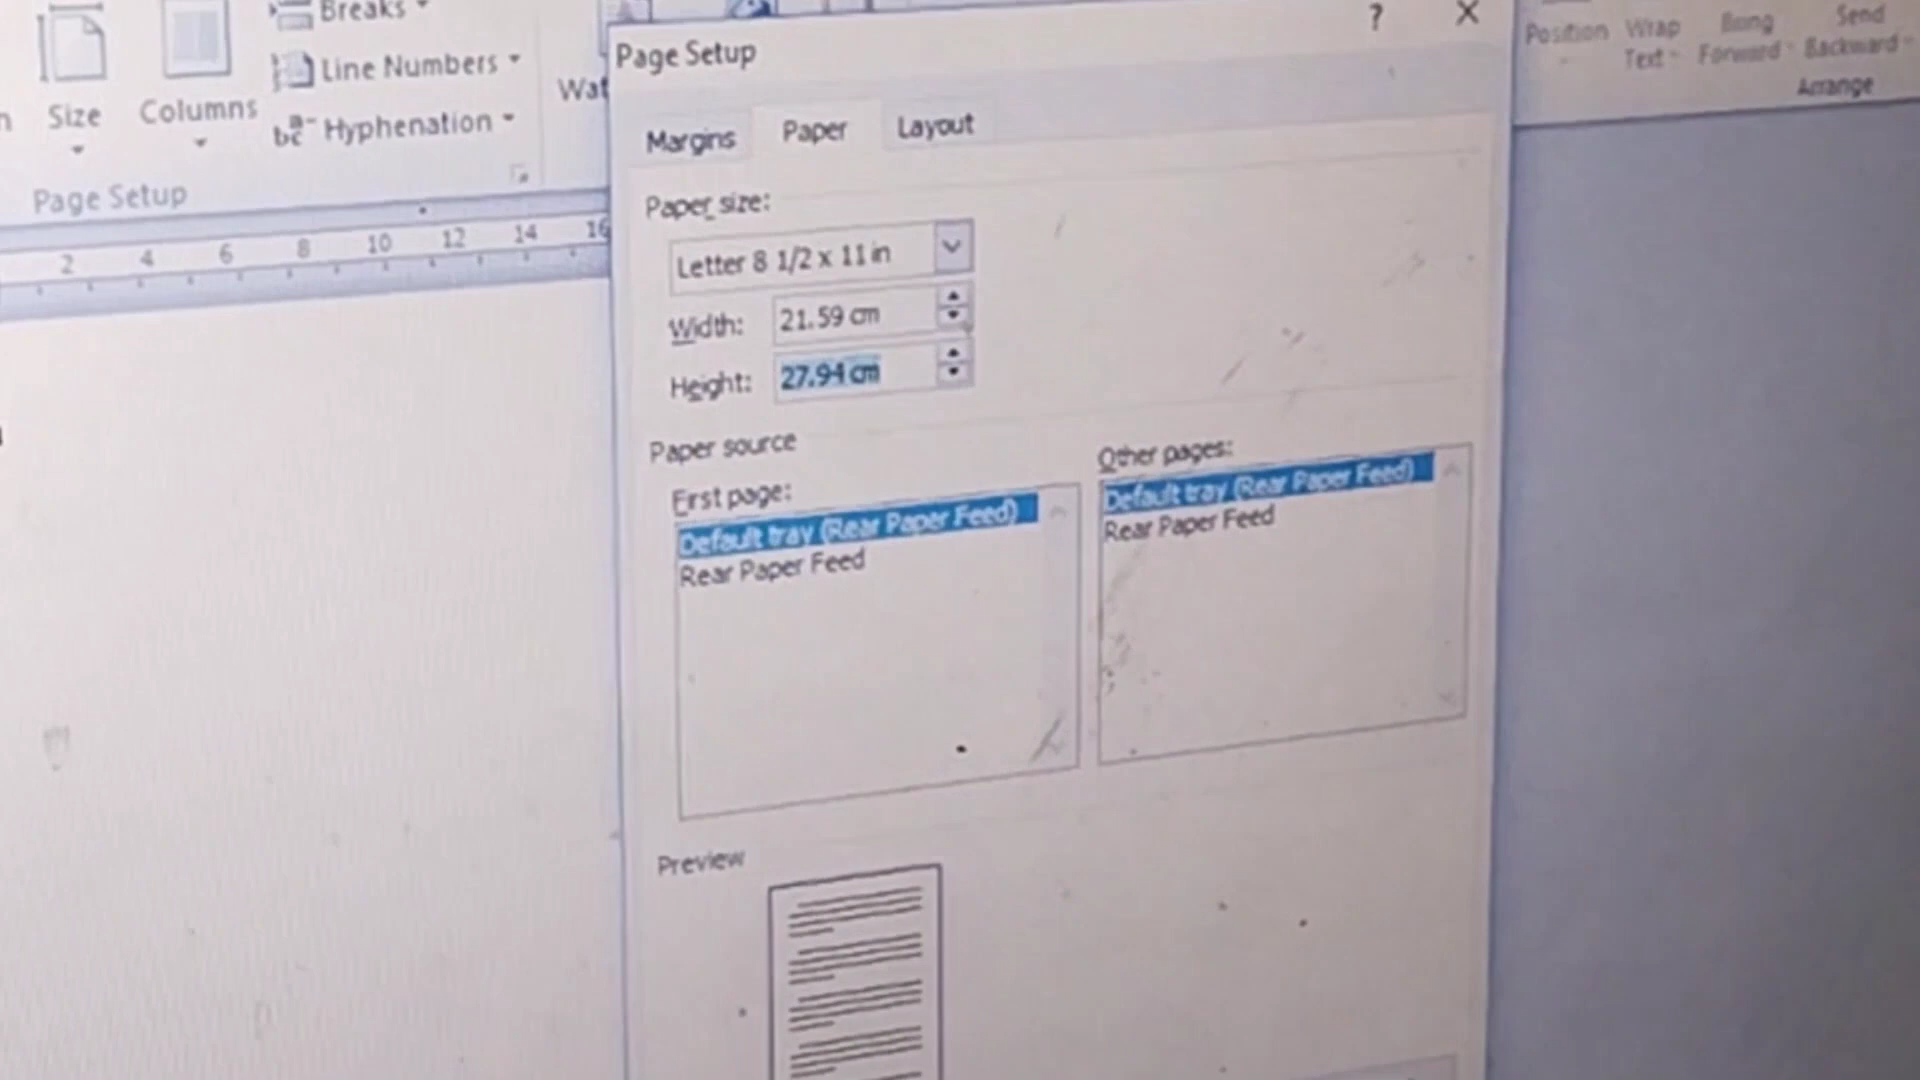 Breaks
Line Numbers
Size
Columns
Hyphenation
Page Setup
2 4 6 8 10 12 14 16
Page Setup
? X
Margins
Paper
Layout
Paper size:
Letter 8 1/2 x 11 in
Width:
21.59 cm
Height:
27.94 cm
Paper source
First page:
Default tray (Rear Paper Feed)
Rear Paper Feed
Other pages:
Default tray (Rear Paper Feed)
Rear Paper Feed
Preview
Position
Wrap
Text
Bring
Forward
Send
Backward
Arrange